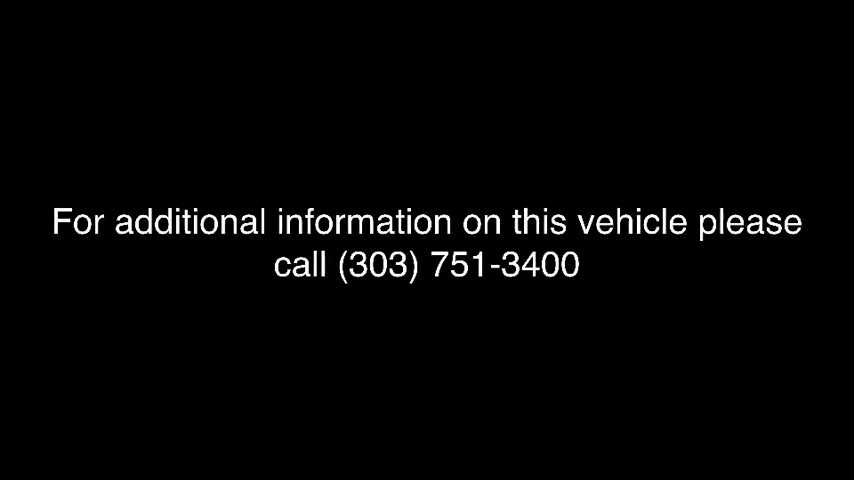 For additional information on this vehicle please
call (303) 751-3400